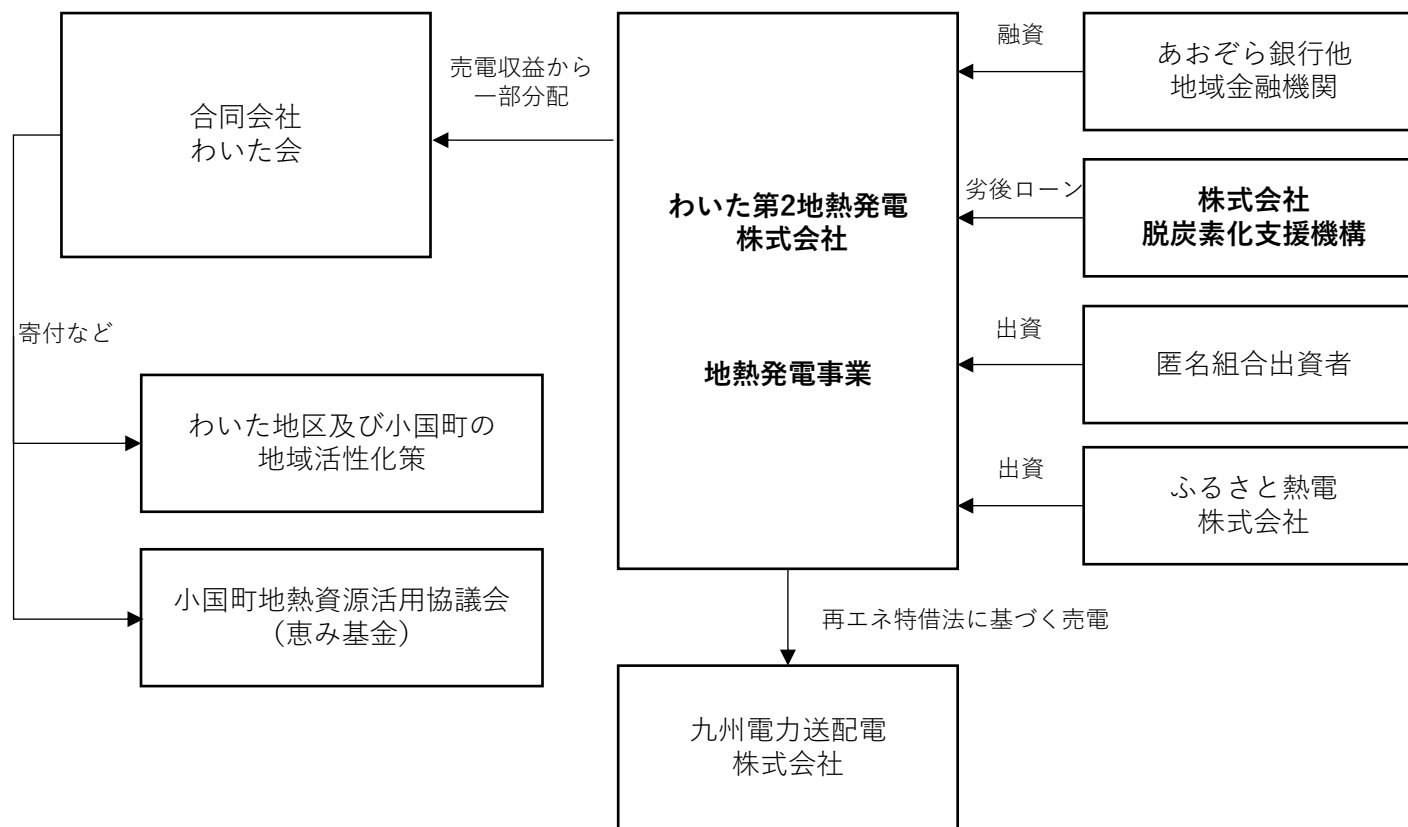 合同会社
わいた会
売電収益から
一部分配
寄付など
わいた地区及び小国町の
地域活性化策
小国町地熱資源活用協議会
（恵み基金）
わいた第2地熱発電
株式会社
地熱発電事業
再エネ特借法に基づく売電
九州電力送配電
株式会社
融資
あおぞら銀行他
地域金融機関
劣後ローン
株式会社
脱炭素化支援機構
出資
匿名組合出資者
出資
ふるさと熱電
株式会社